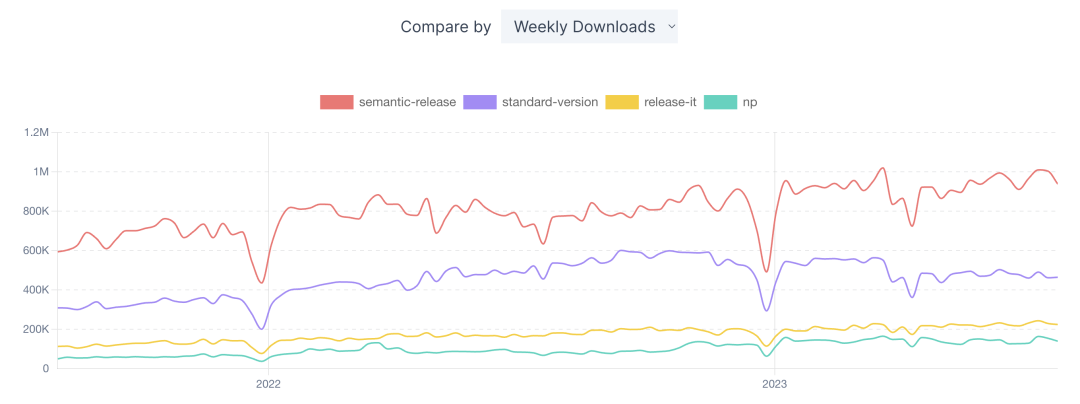 Compare by Weekly Downloads
semantic-release standard-version release-it np
1.2M
1M
800K
600K
400K
200K
0
2022 2023